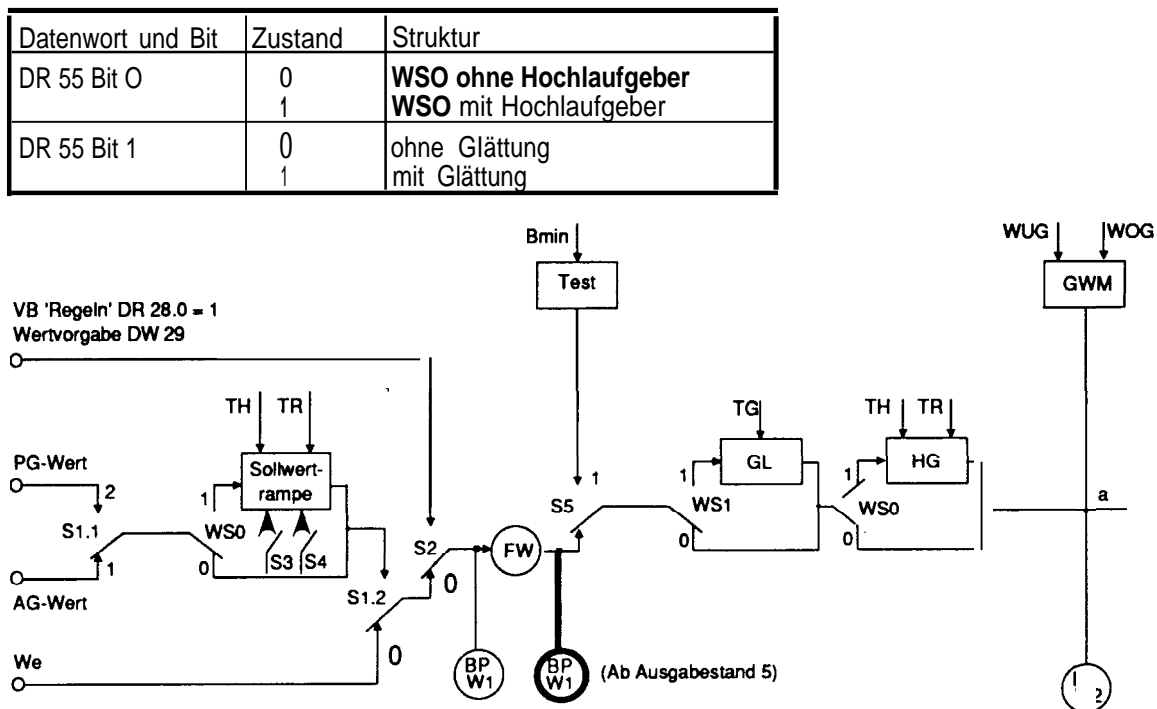 Datenwort und Bit Zustand Struktur
DR 55 Bit O 0 WSO ohne Hochlaufgeber
1 WSO mit Hochlaufgeber
DR 55 Bit 1 0 ohne Glättung
1 mit Glättung
WUG WOG
Bmin
Test GWM
VB 'Regeln' DR 28.0 = 1
Wertvorgabe DW 29
TH TR TG TH TR
PG-Wert
Sollwert-
rampe
GL HG
2 1 1 1 1 a
S1.1 WS0 S5 WS1 WS0
S3 S4 S2 FW
1 0 0 0 0
AG-Wert
S1.2
We 0
BP
W1
BP
W1
(Ab Ausgabestand 5)
2